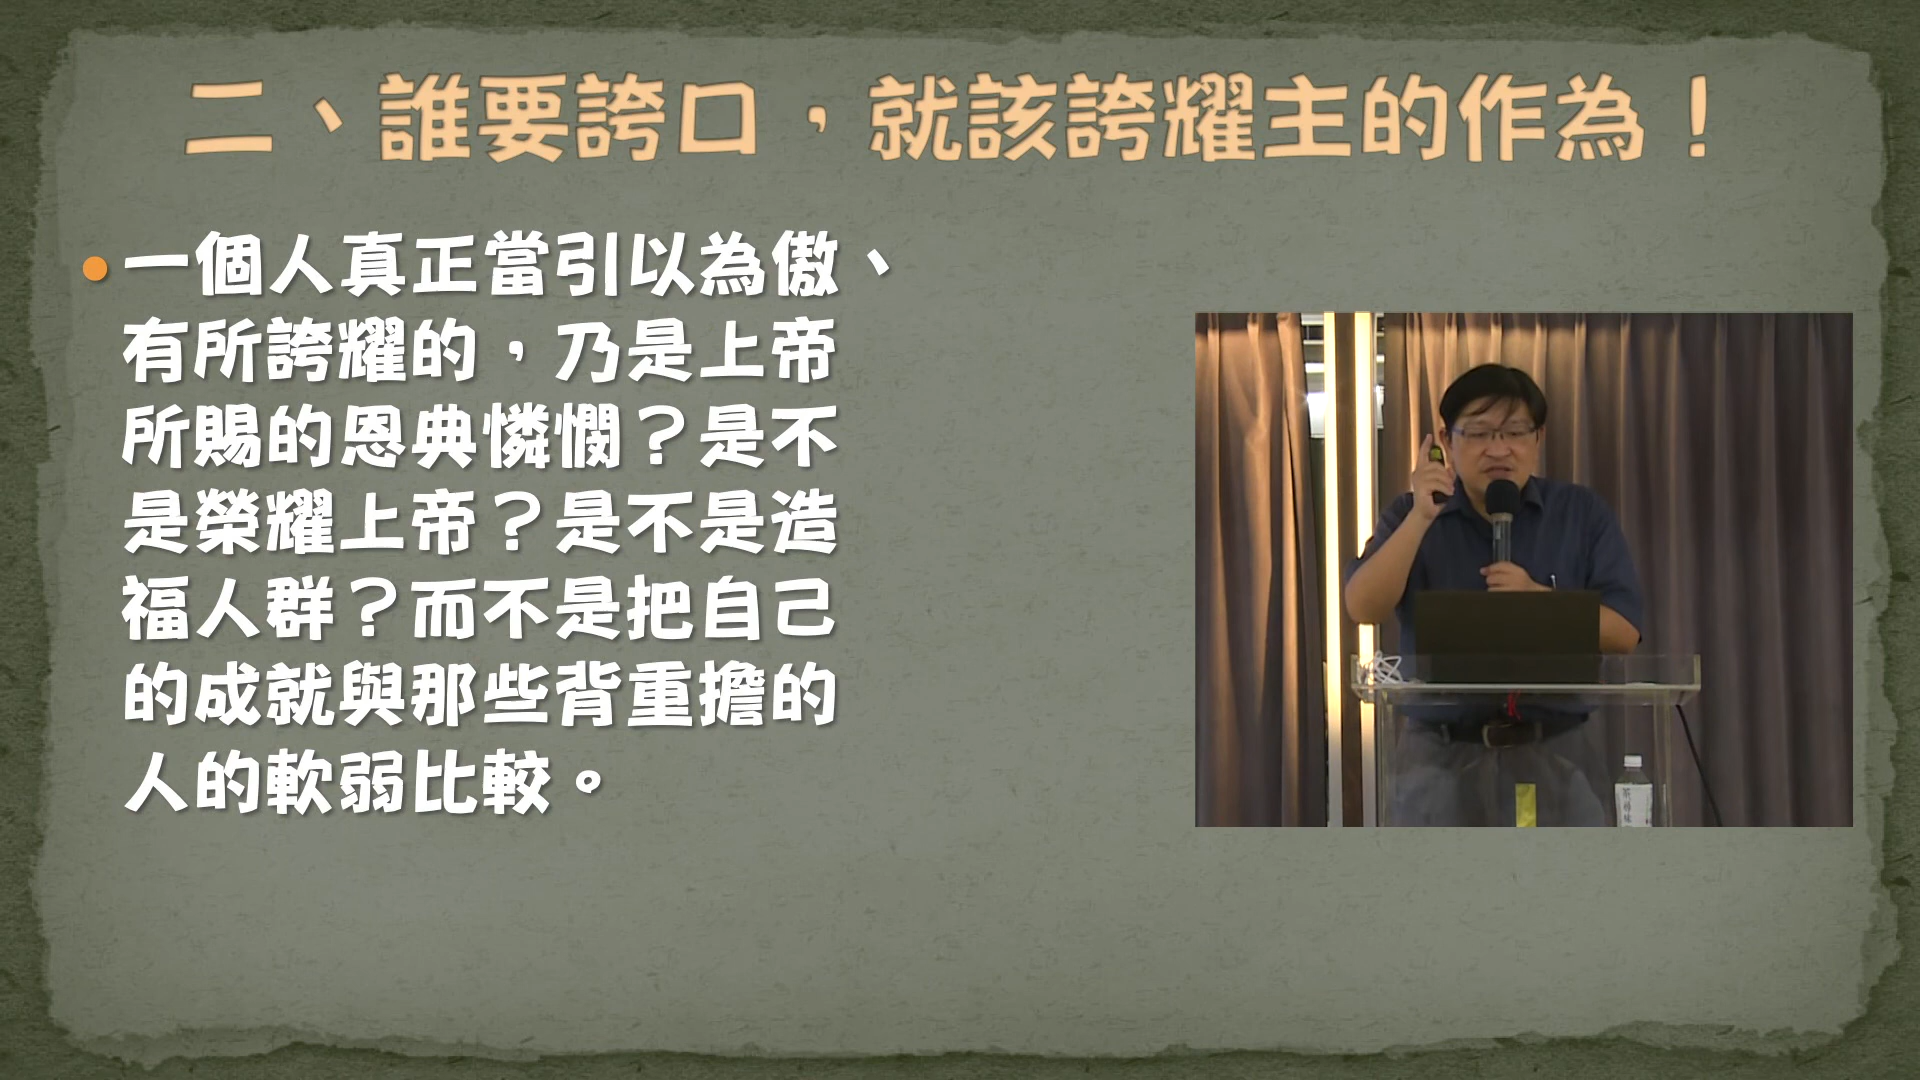 二、誰要誇口，就該誇耀主的作為！
一個人真正當引以為傲、
有所誇耀的，乃是上帝
所賜的恩典憐憫？是不
是榮耀上帝？是不是造
福人群？而不是把自己
的成就與那些背重擔的
人的軟弱比較。